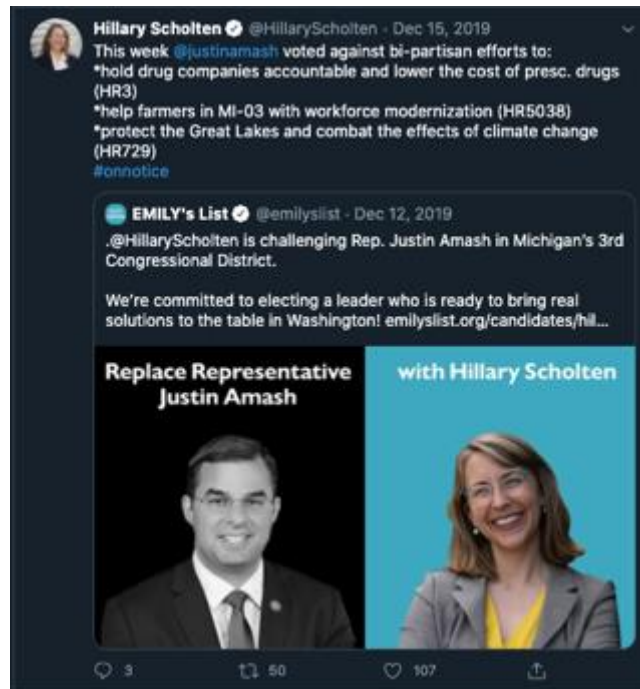 Hillary Scholten @HillaryScholten · Dec 15, 2019
This week @justinamash voted against bi-partisan efforts to:
*hold drug companies accountable and lower the cost of presc. drugs
(HR3)
*help farmers in MI-03 with workforce modernization (HR5038)
*protect the Great Lakes and combat the effects of climate change
(HR729)
#onnotice
EMILY's List @emilyslist · Dec 12, 2019
.@HillaryScholten is challenging Rep. Justin Amash in Michigan's 3rd
Congressional District.
We're committed to electing a leader who is ready to bring real
solutions to the table in Washington! emilyslist.org/candidates/hil...
Replace Representative
Justin Amash
with Hillary Scholten
3 50 107